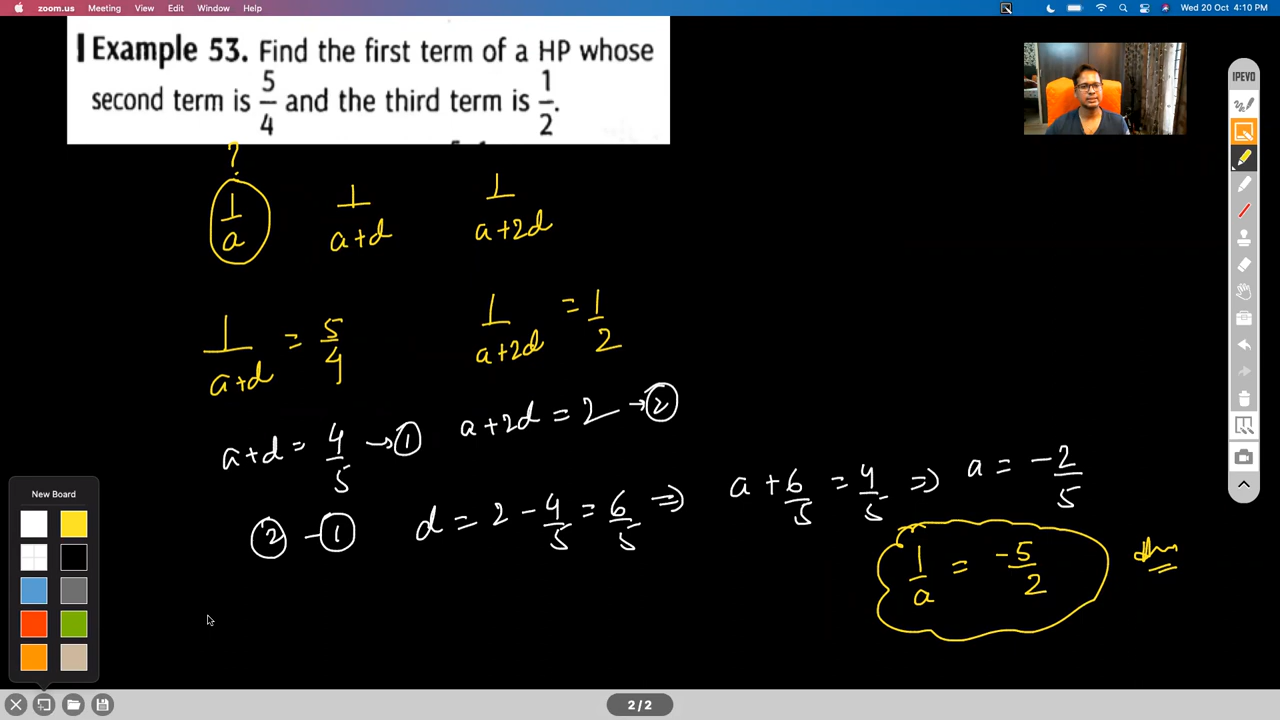 zoom.us Meeting View Edit Window Help Wed 20 Oct 4:10 PM
Example 53. Find the first term of a HP whose
second term is 5/4 and the third term is 1/2.
?
1/a 1/(a+d) 1/(a+2d)
1/(a+d) = 5/4 1/(a+2d) = 1/2
a+d = 4/5 → ① a+2d = 2 → ②
② - ① d = 2 - 4/5 = 6/5 ⇒ a + 6/5 = 4/5 ⇒ a = -2/5
1/a = -5/2
IPEVO
New Board
2 / 2